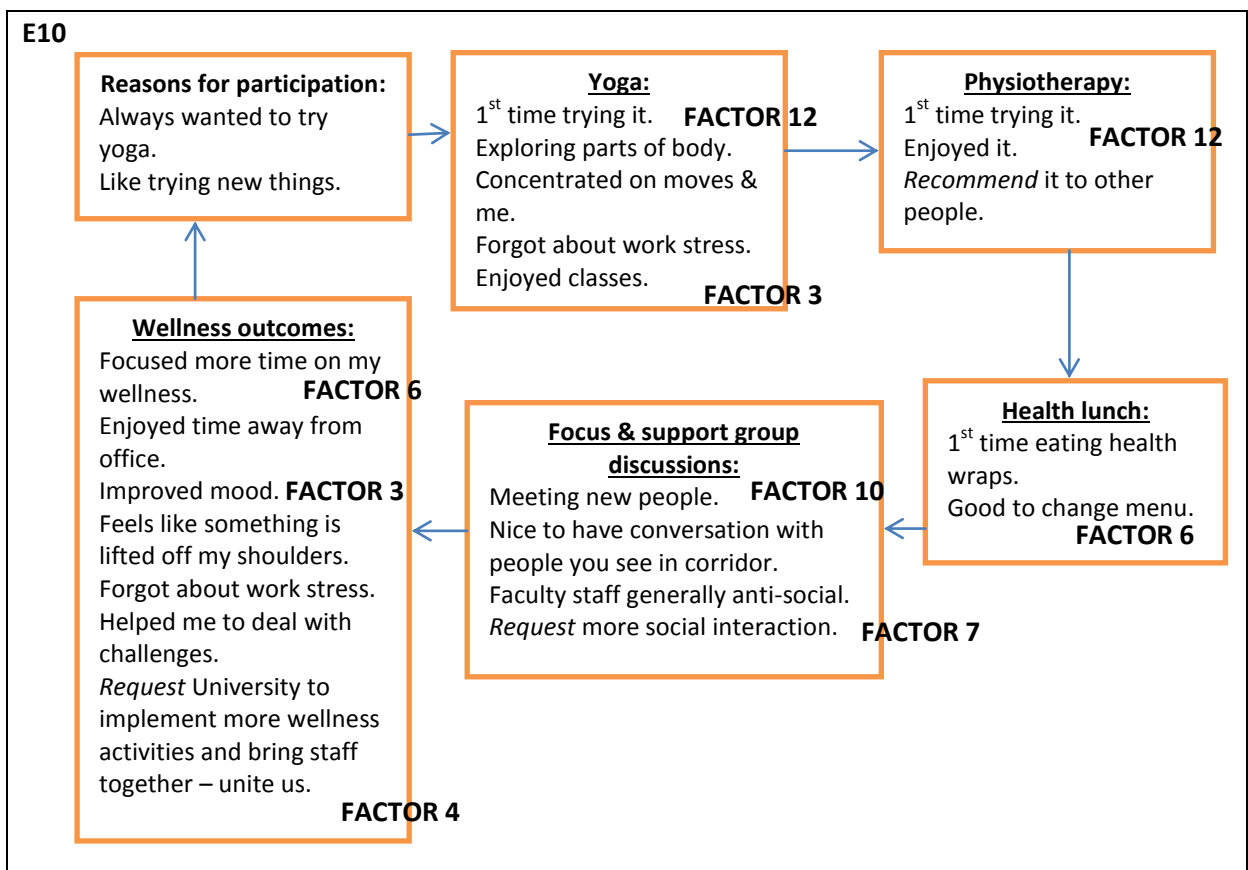 E10
Reasons for participation:
Always wanted to try
yoga.
Like trying new things.
Yoga:
1st time trying it.
FACTOR 12
Exploring parts of body.
Concentrated on moves &
me.
Forgot about work stress.
Enjoyed classes.
FACTOR 3
Physiotherapy:
1st time trying it.
FACTOR 12
Enjoyed it.
Recommend it to other
people.
Health lunch:
1st time eating health
wraps.
Good to change menu.
FACTOR 6
Focus & support group
discussions:
Meeting new people.
FACTOR 10
Nice to have conversation with
people you see in corridor.
Faculty staff generally anti-social.
Request more social interaction.
FACTOR 7
Wellness outcomes:
Focused more time on my
wellness.
FACTOR 6
Enjoyed time away from
office.
Improved mood. FACTOR 3
Feels like something is
lifted off my shoulders.
Forgot about work stress.
Helped me to deal with
challenges.
Request University to
implement more wellness
activities and bring staff
together – unite us.
FACTOR 4